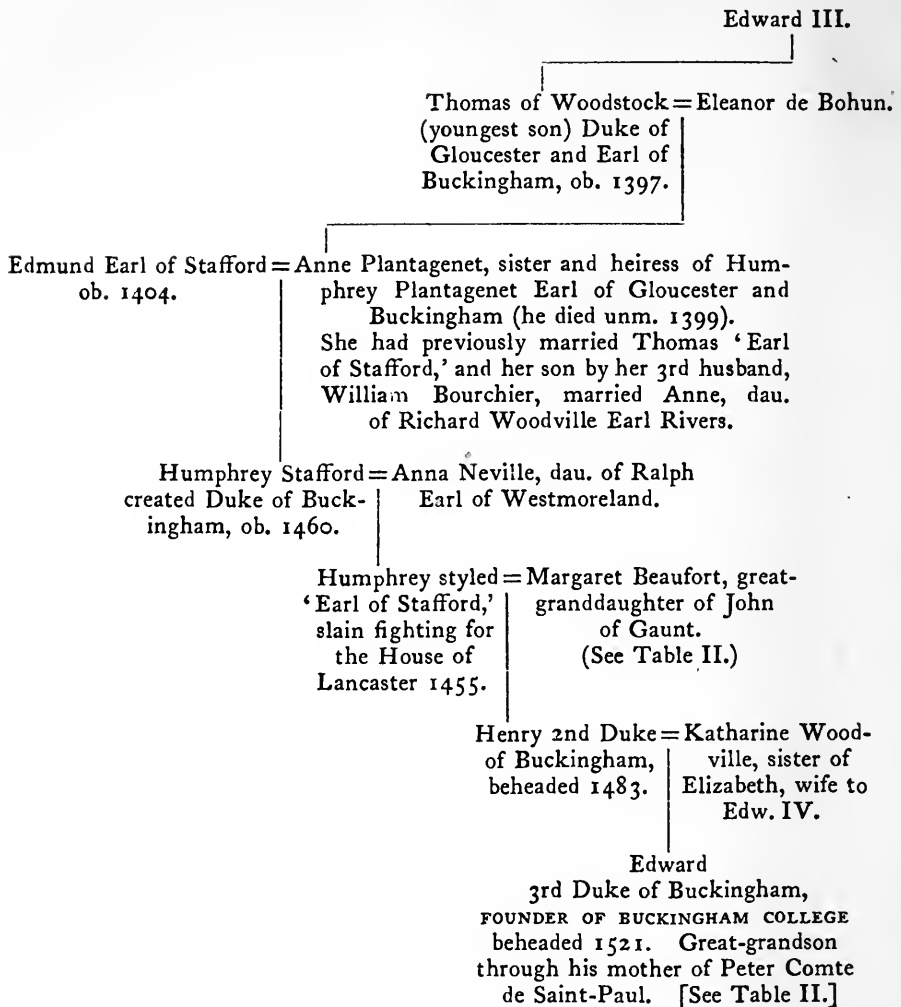 Edward III.
Thomas of Woodstock = Eleanor de Bohun.
(youngest son) Duke of
Gloucester and Earl of
Buckingham, ob. 1397.
Edmund Earl of Stafford = Anne Plantagenet, sister and heiress of Hum-
ob. 1404.
phrey Plantagenet Earl of Gloucester and
Buckingham (he died unm. 1399).
She had previously married Thomas ‘Earl
of Stafford,’ and her son by her 3rd husband,
William Bourchier, married Anne, dau.
of Richard Woodville Earl Rivers.
Humphrey Stafford = Anna Neville, dau. of Ralph
created Duke of Buck-
ingham, ob. 1460.
Earl of Westmoreland.
Humphrey styled = Margaret Beaufort, great-
‘Earl of Stafford,’
slain fighting for
the House of
Lancaster 1455.
granddaughter of John
of Gaunt.
(See Table II.)
Henry 2nd Duke = Katharine Wood-
of Buckingham,
beheaded 1483.
ville, sister of
Elizabeth, wife to
Edw. IV.
Edward
3rd Duke of Buckingham,
FOUNDER OF BUCKINGHAM COLLEGE
beheaded 1521. Great-grandson
through his mother of Peter Comte
de Saint-Paul. [See Table II.]